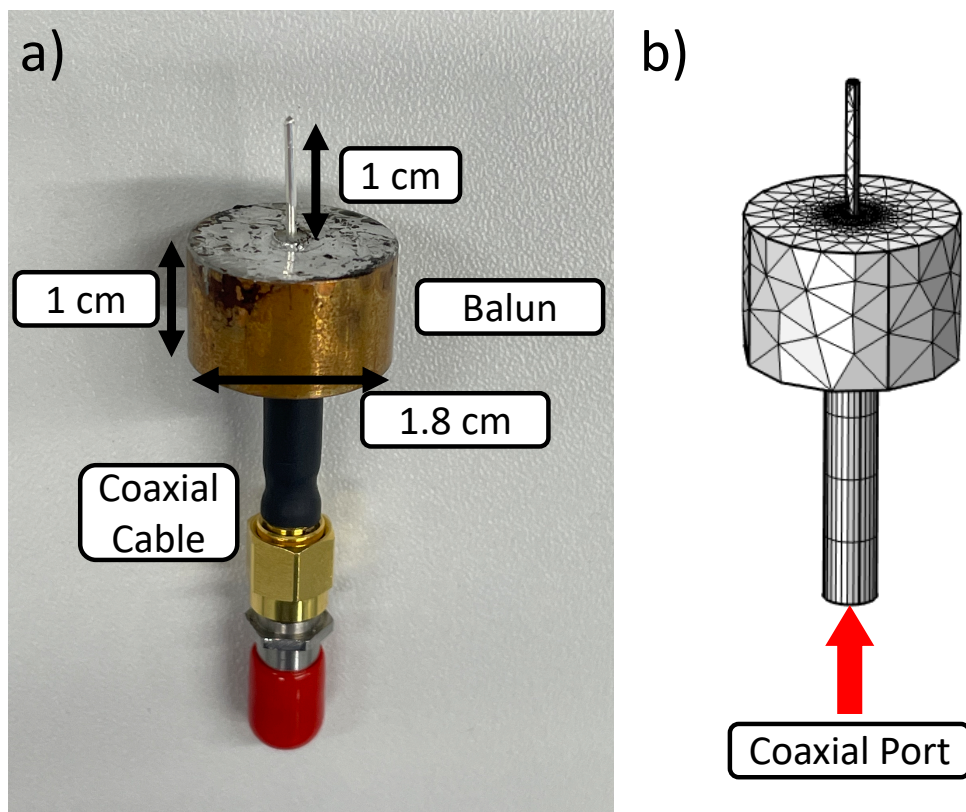 a)
b)
1 cm
1 cm
Balun
1.8 cm
Coaxial
Cable
Coaxial Port